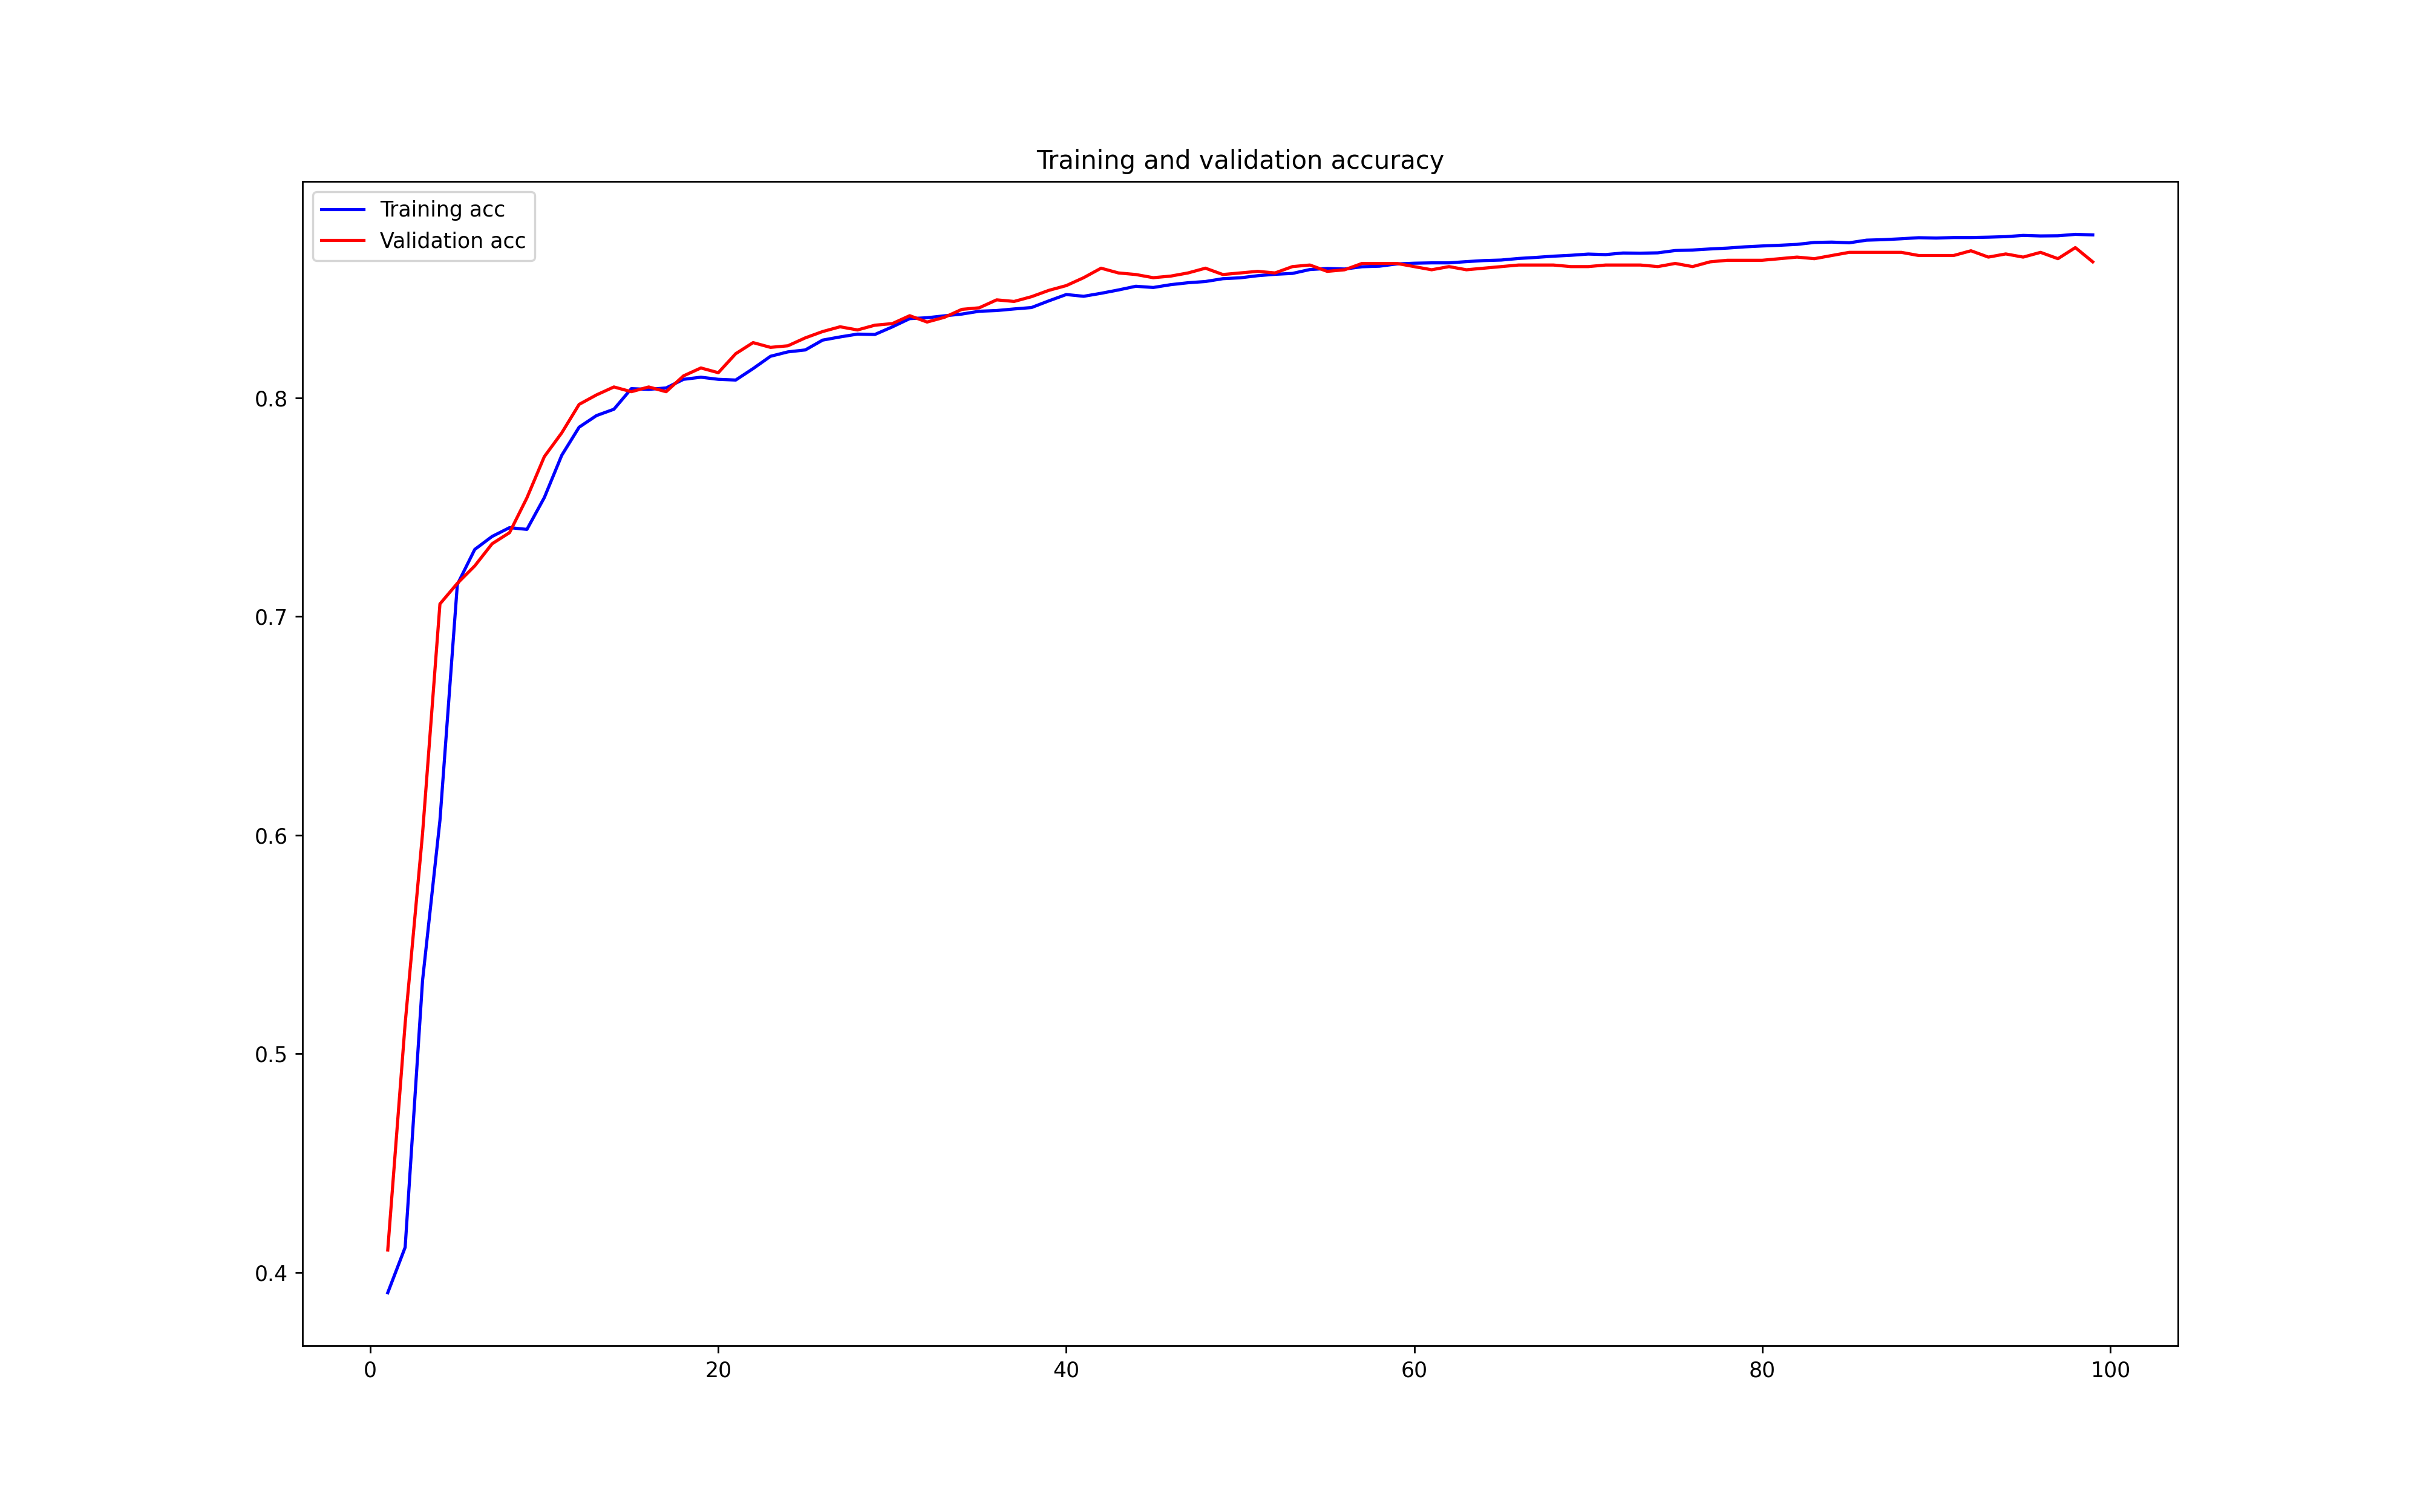 Training and validation accuracy
Training acc
Validation acc
0.8
0.7
0.6
0.5
0.4
0 20 40 60 80 100